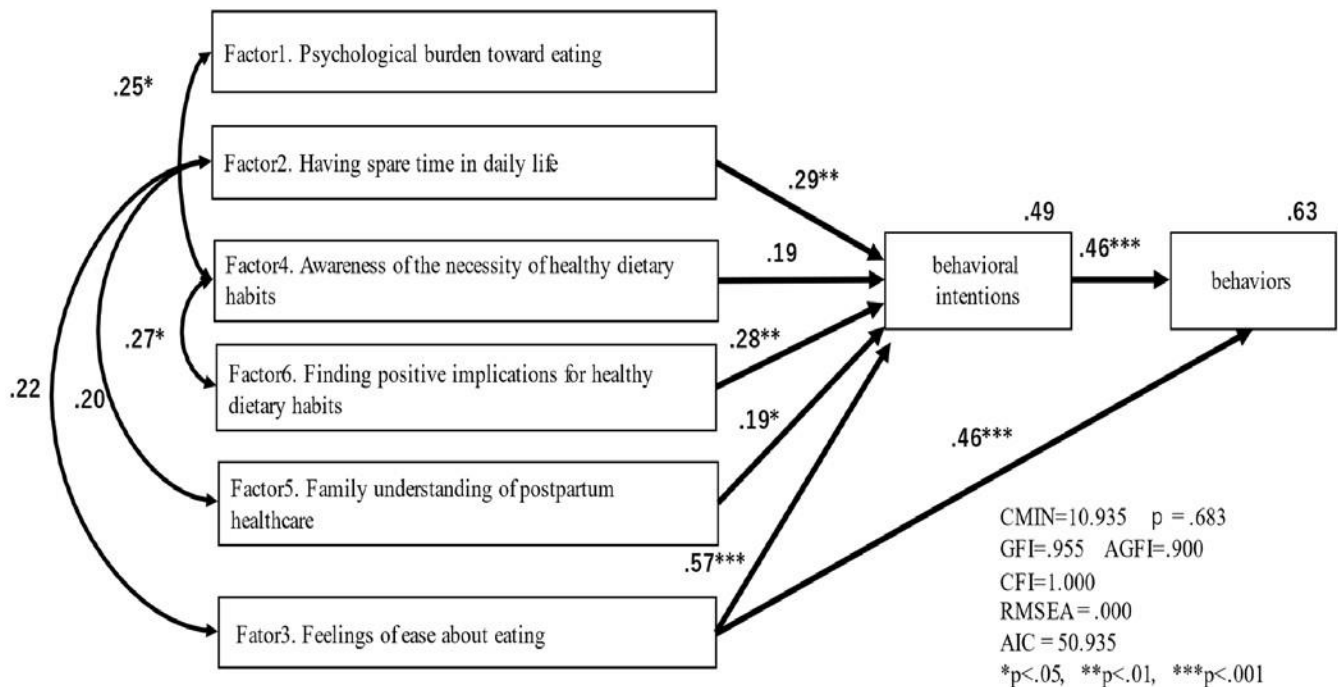 Factor1. Psychological burden toward eating
.25*
Factor2. Having spare time in daily life
.29**
.49
.63
Factor4. Awareness of the necessity of healthy dietary
habits
.19
behavioral
intentions
.46***
behaviors
.27*
Factor6. Finding positive implications for healthy
dietary habits
.28**
.22
.20
.19*
.46***
Factor5. Family understanding of postpartum
healthcare
.57***
Fator3. Feelings of ease about eating
CMIN=10.935 p = .683
GFI=.955 AGFI=.900
CFI=1.000
RMSEA = .000
AIC = 50.935
*p<.05, **p<.01, ***p<.001